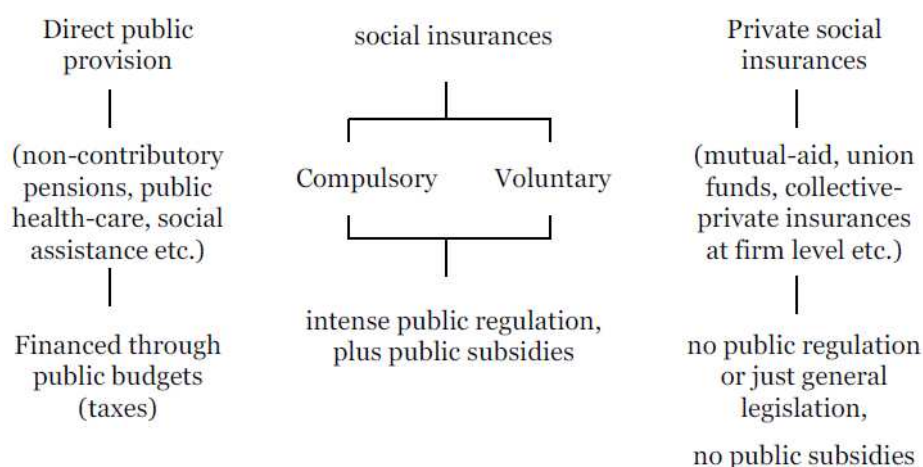 Direct public
provision
(non-contributory
pensions, public
health-care, social
assistance etc.)
Financed through
public budgets
(taxes)
social insurances
Compulsory
Voluntary
intense public regulation,
plus public subsidies
Private social
insurances
(mutual-aid, union
funds, collective-
private insurances
at firm level etc.)
no public regulation
or just general
legislation,
no public subsidies